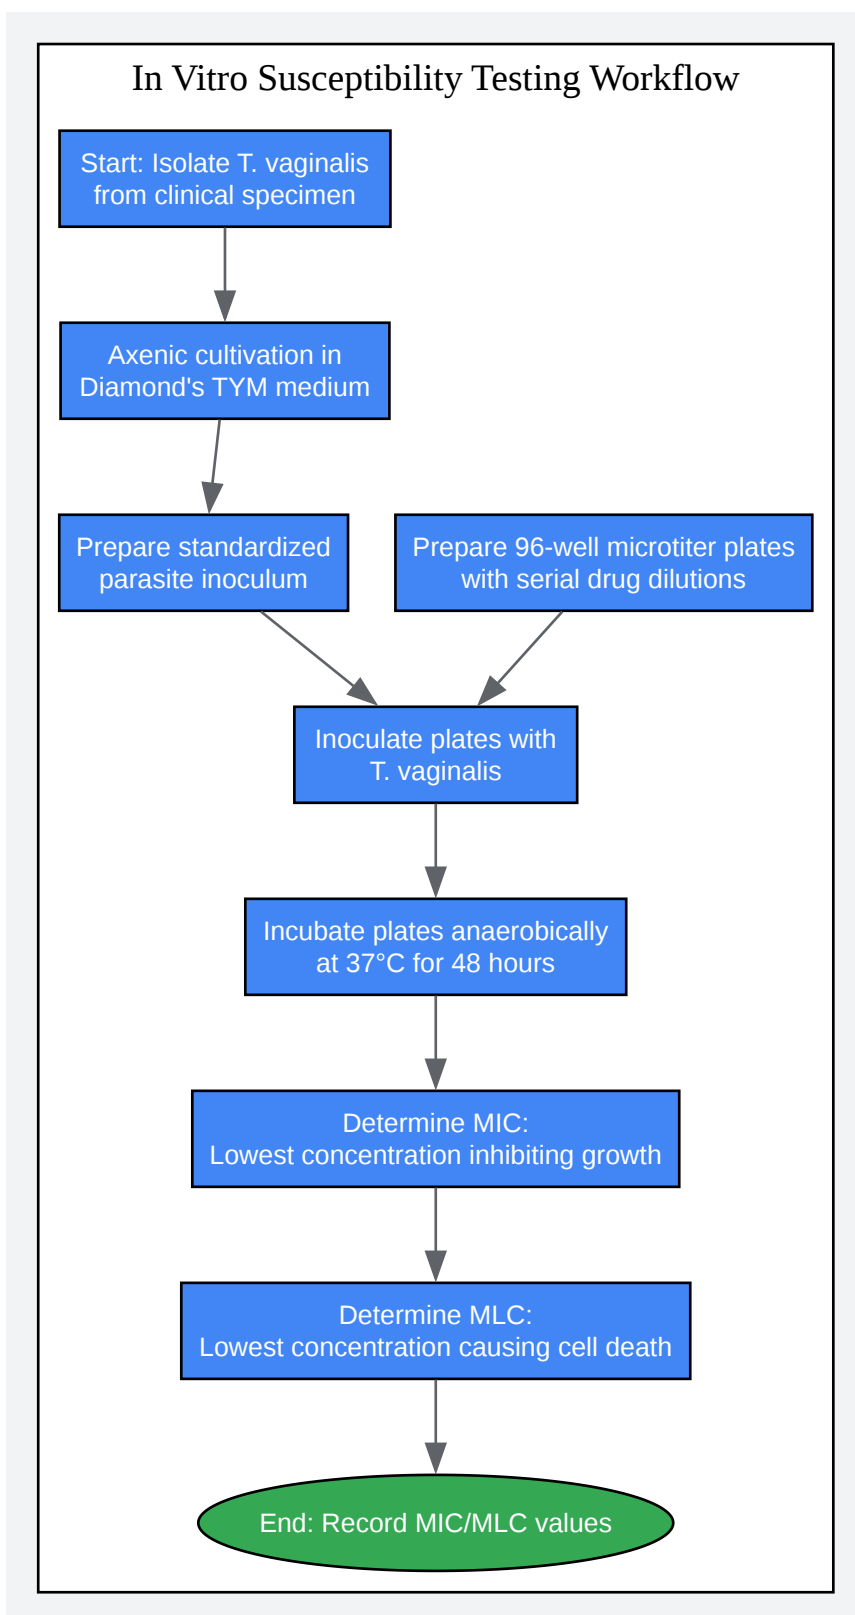 In Vitro Susceptibility Testing Workflow
Start: Isolate T. vaginalis
from clinical specimen
Axenic cultivation in
Diamond's TYM medium
Prepare standardized
parasite inoculum
Prepare 96-well microtiter plates
with serial drug dilutions
Inoculate plates with
T. vaginalis
Incubate plates anaerobically
at 37°C for 48 hours
Determine MIC:
Lowest concentration inhibiting growth
Determine MLC:
Lowest concentration causing cell death
End: Record MIC/MLC values